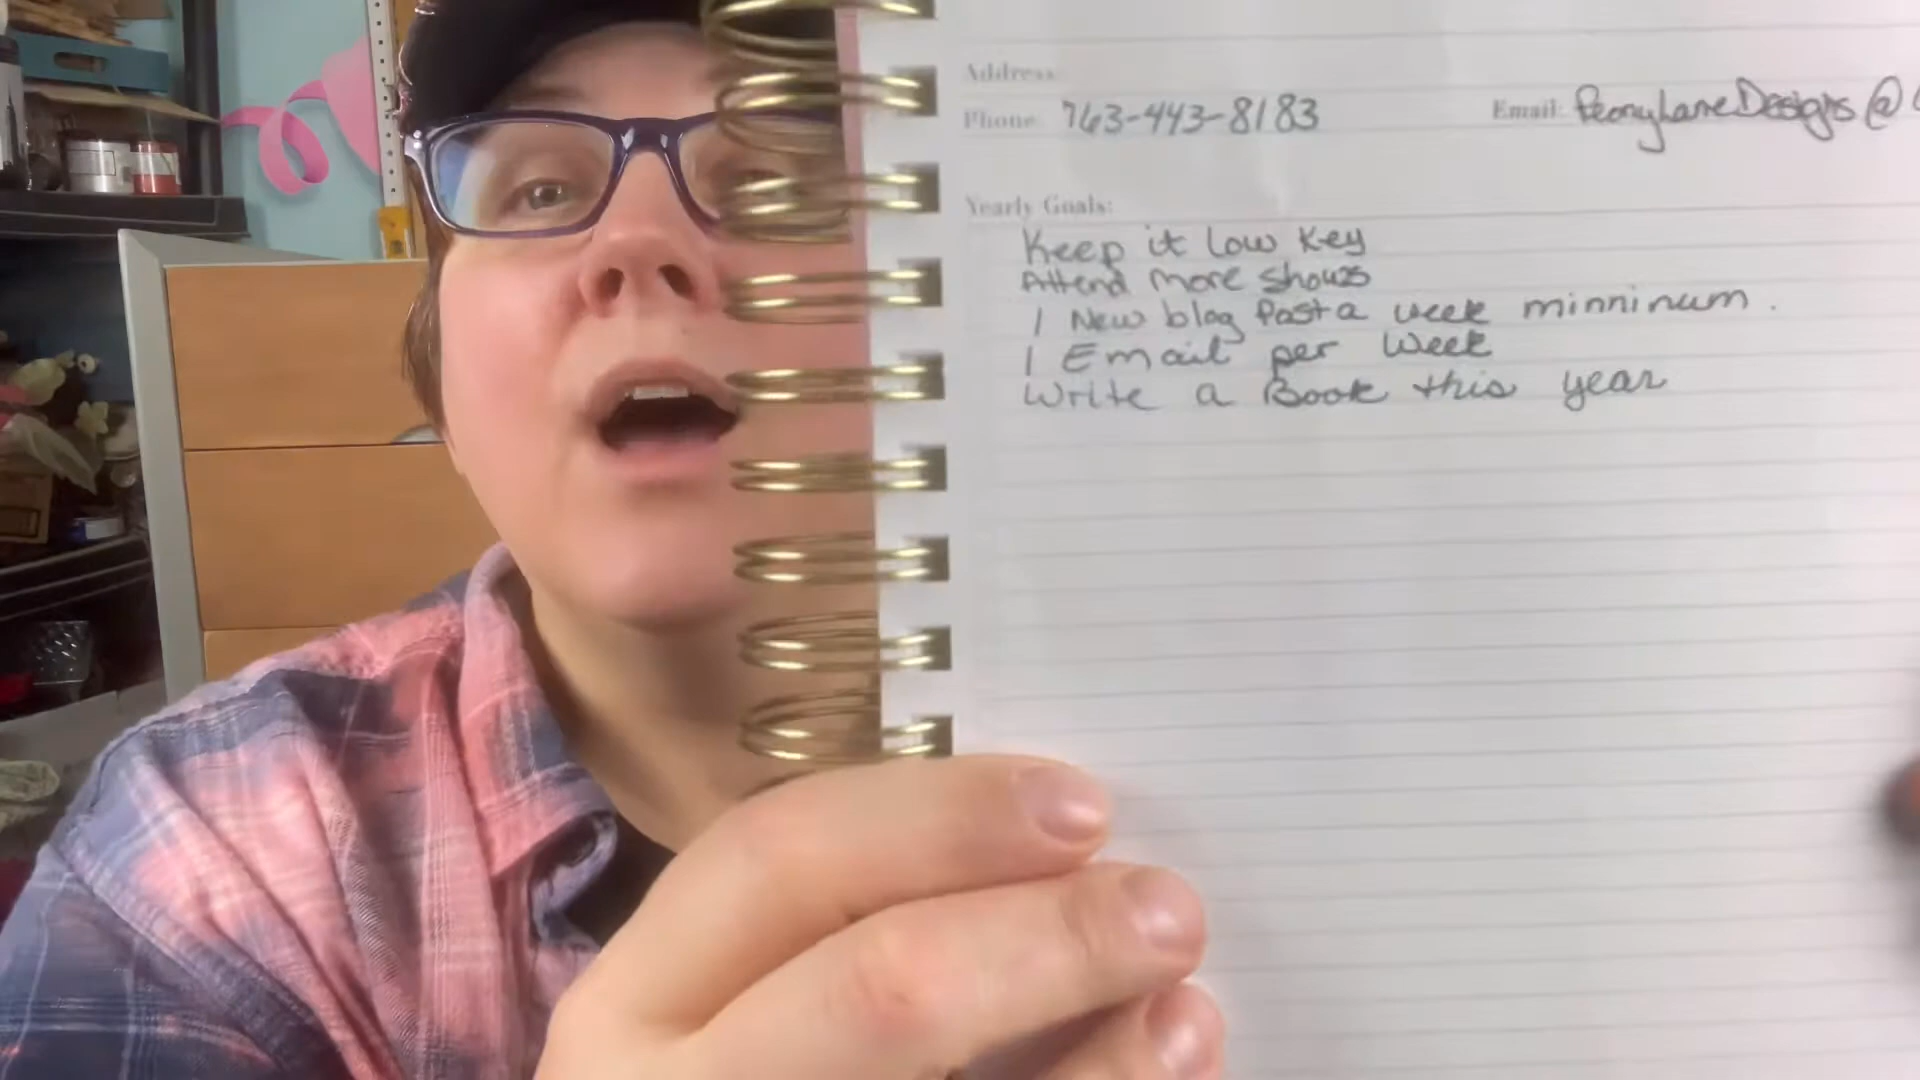 Address
Phone: 763-443-8183
Email: PeonyLaneDesigns@
Yearly Goals:
Keep it low key
Attend more shows
1 New blog Post a week minninum.
1 Email per week
Write a Book this year